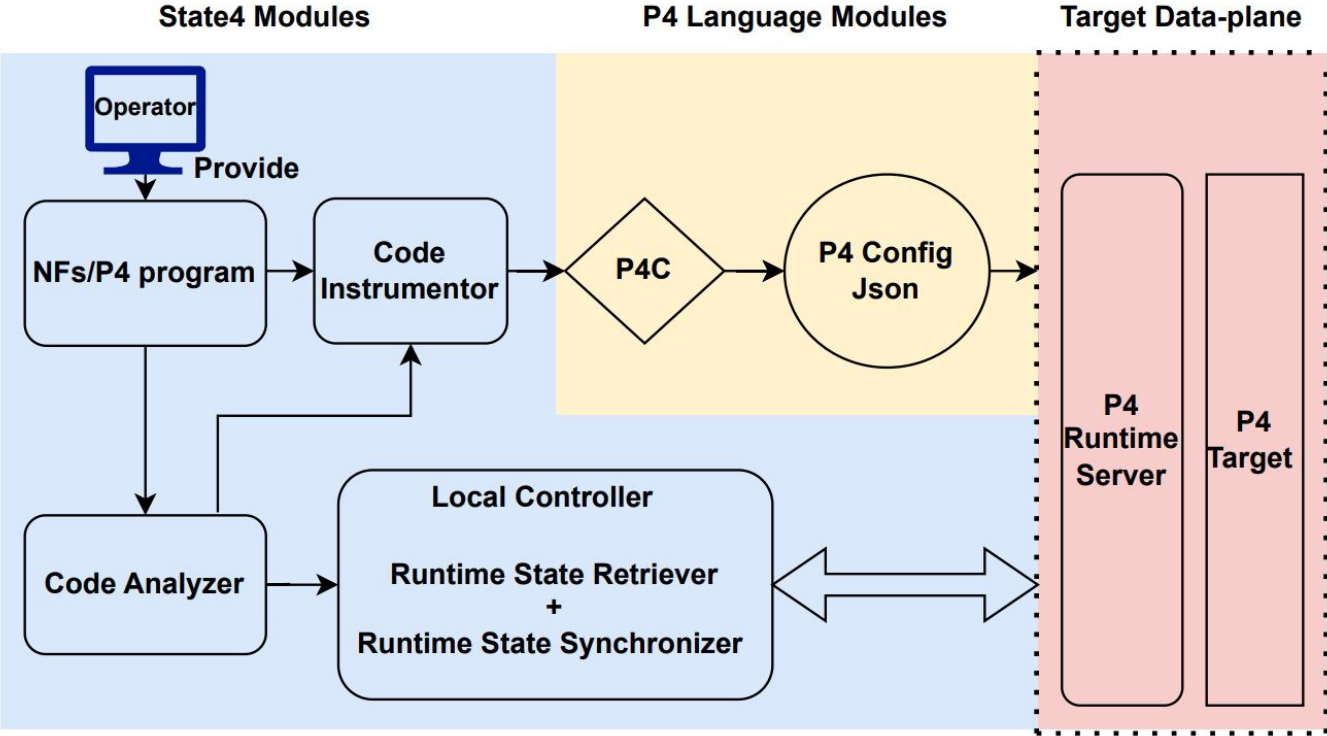 State4 Modules
P4 Language Modules
Target Data-plane
Operator
Provide
NFs/P4 program
Code
Instrumentor
P4C
P4 Config
Json
P4
Runtime
Server
P4
Target
Code Analyzer
Local Controller
Runtime State Retriever
+
Runtime State Synchronizer